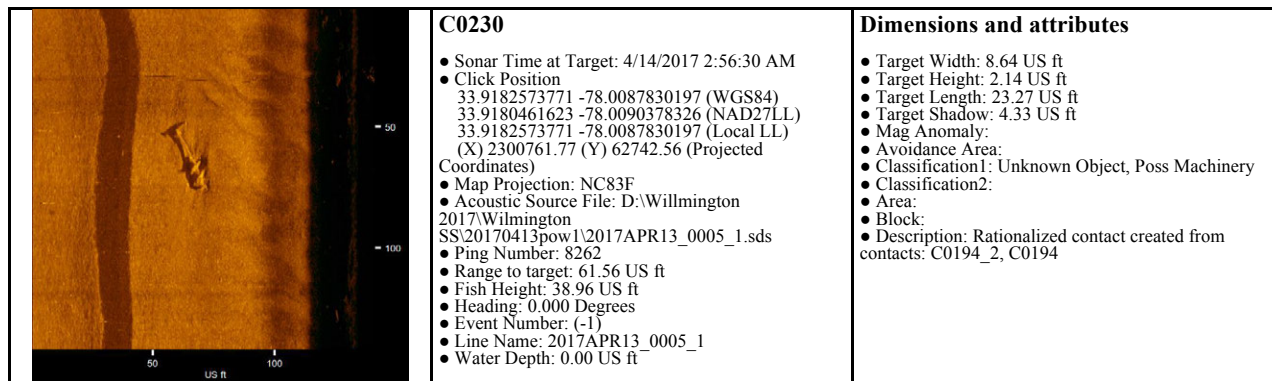 50
100
50
100
US ft
C0230
● Sonar Time at Target: 4/14/2017 2:56:30 AM
● Click Position
33.9182573771 -78.0087830197 (WGS84)
33.9180461623 -78.0090378326 (NAD27LL)
33.9182573771 -78.0087830197 (Local LL)
(X) 2300761.77 (Y) 62742.56 (Projected
Coordinates)
● Map Projection: NC83F
● Acoustic Source File: D:\Willmington
2017\Wilmington
SS\20170413pow1\2017APR13_0005_1.sds
● Ping Number: 8262
● Range to target: 61.56 US ft
● Fish Height: 38.96 US ft
● Heading: 0.000 Degrees
● Event Number: (-1)
● Line Name: 2017APR13_0005_1
● Water Depth: 0.00 US ft
Dimensions and attributes
● Target Width: 8.64 US ft
● Target Height: 2.14 US ft
● Target Length: 23.27 US ft
● Target Shadow: 4.33 US ft
● Mag Anomaly:
● Avoidance Area:
● Classification1: Unknown Object, Poss Machinery
● Classification2:
● Area:
● Block:
● Description: Rationalized contact created from
contacts: C0194_2, C0194